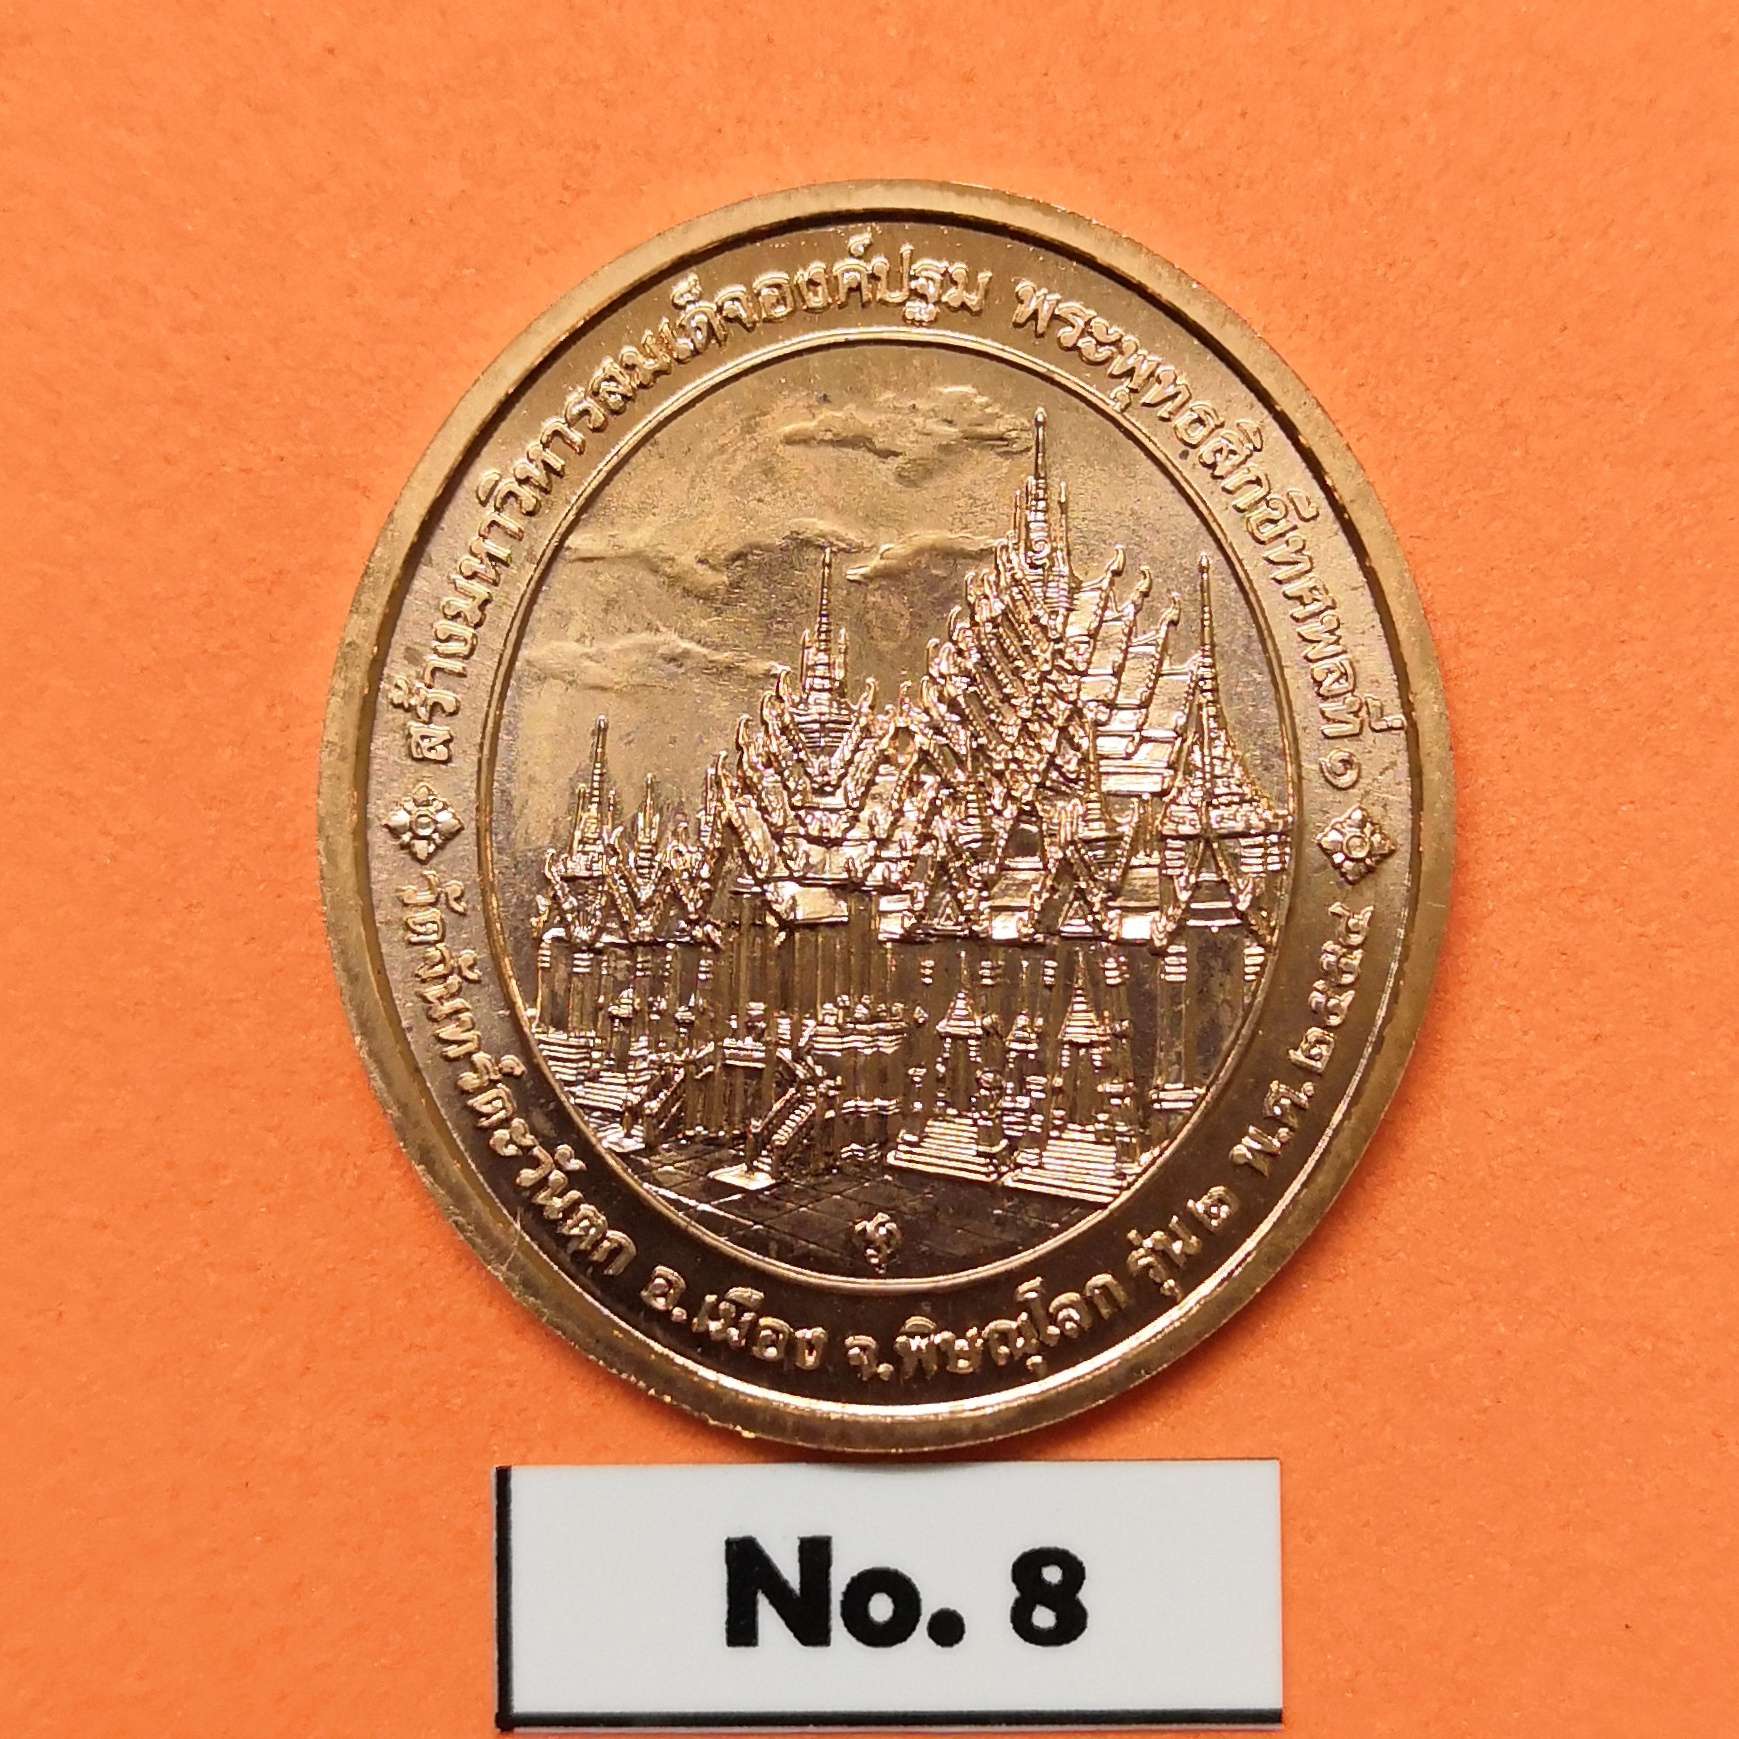 สร้างมหาวิหารสมเด็จองค์ปฐม พระพุทธสิกขีทศพลที่ ๑
วัดจันทร์ตะวันตก อ.เมือง จ.พิษณุโลก รุ่น ๒ พ.ศ. ๒๕๕๔
No. 8